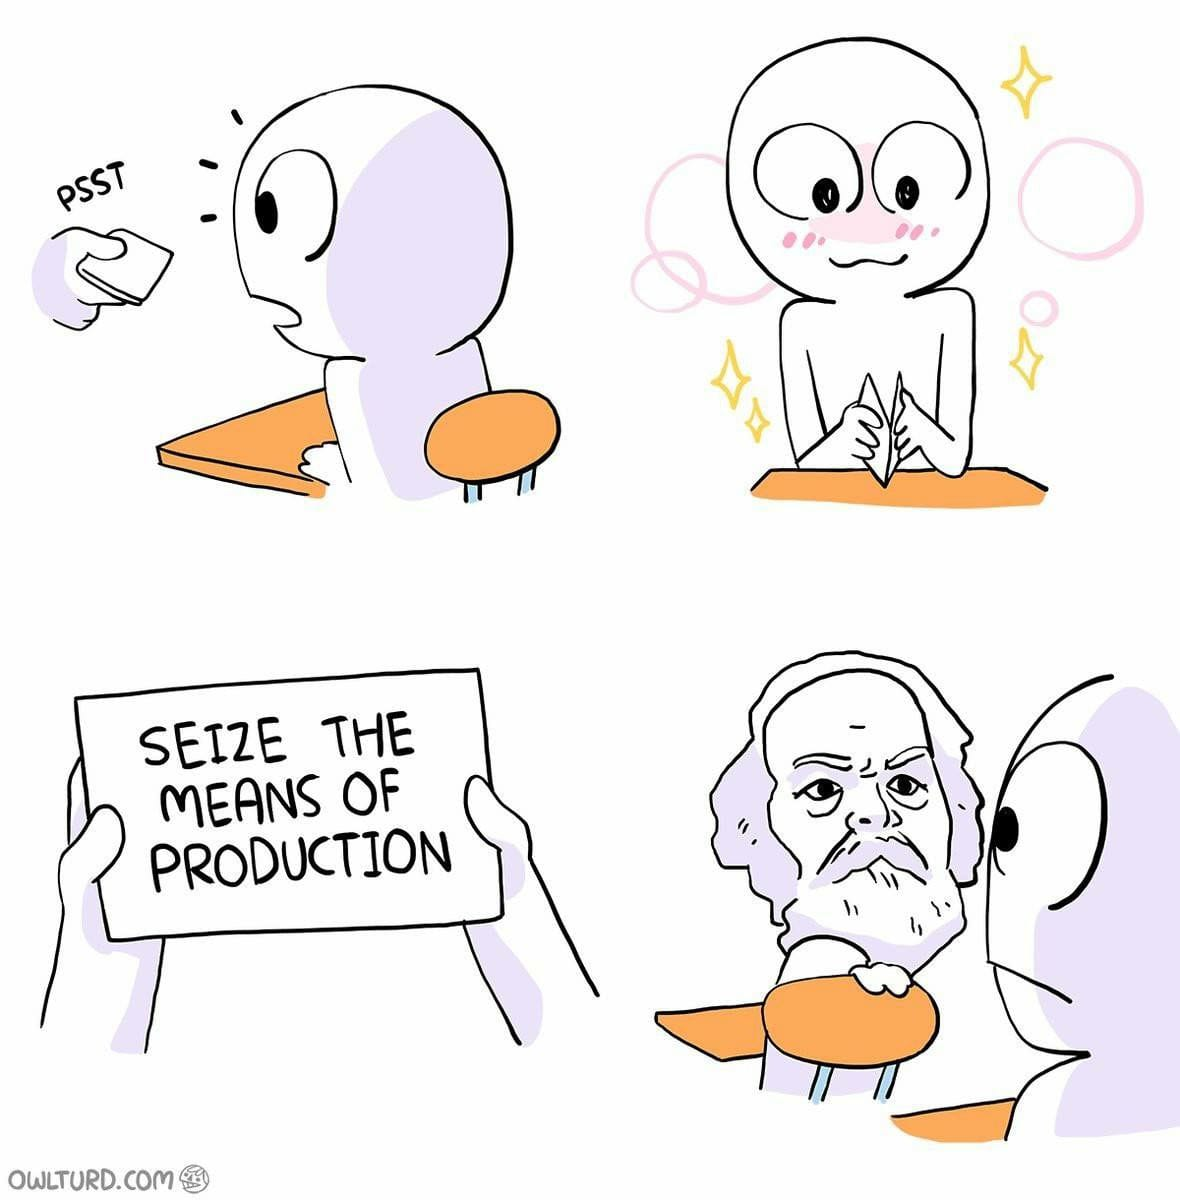 PSST
SEIZE THE
MEANS OF
PRODUCTION
OWLTURD.COM